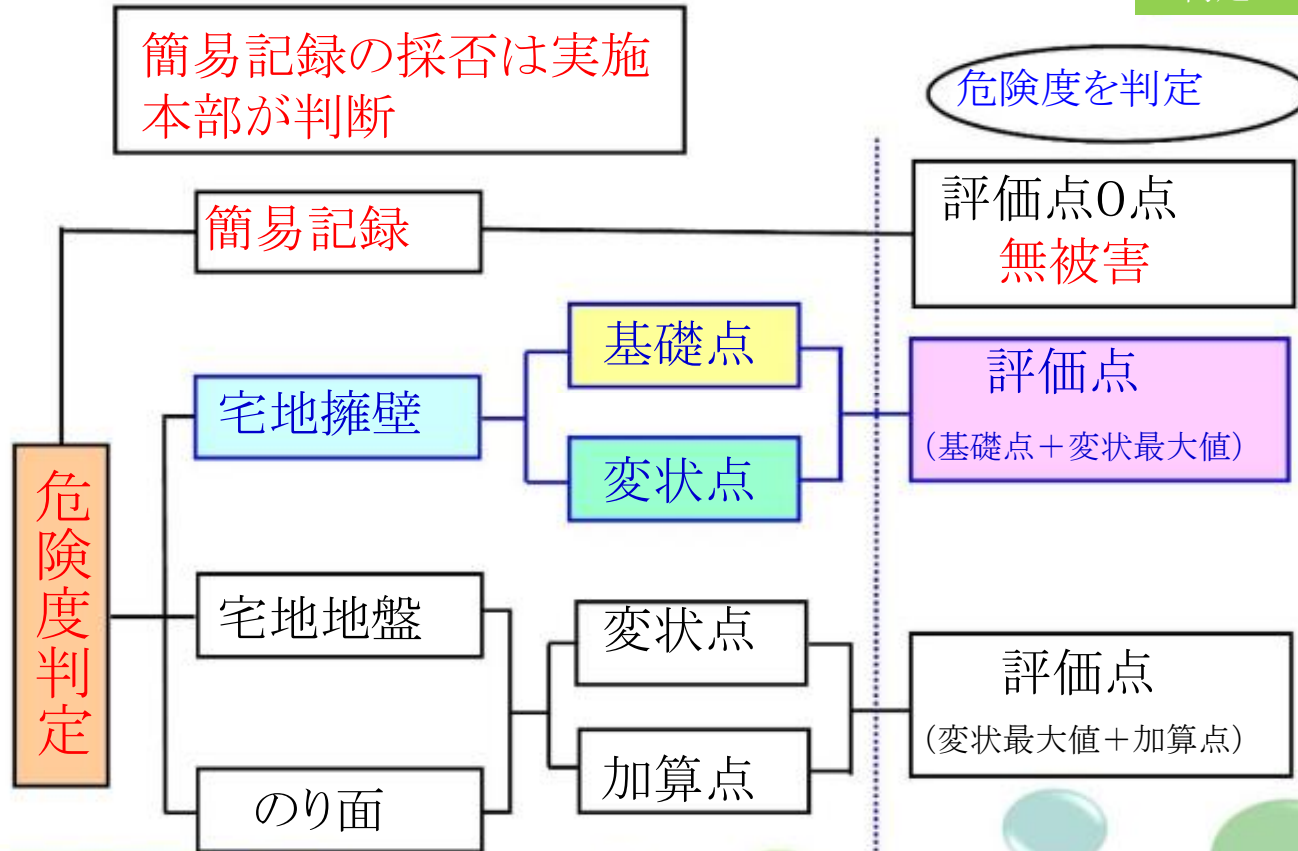 簡易記録の採否は実施
本部が判断
危険度を判定
簡易記録
評価点0点
無被害
基礎点
宅地擁壁
変状点
評価点
(基礎点+変状最大値)
危険度判定
宅地地盤
変状点
評価点
(変状最大値+加算点)
加算点
のり面